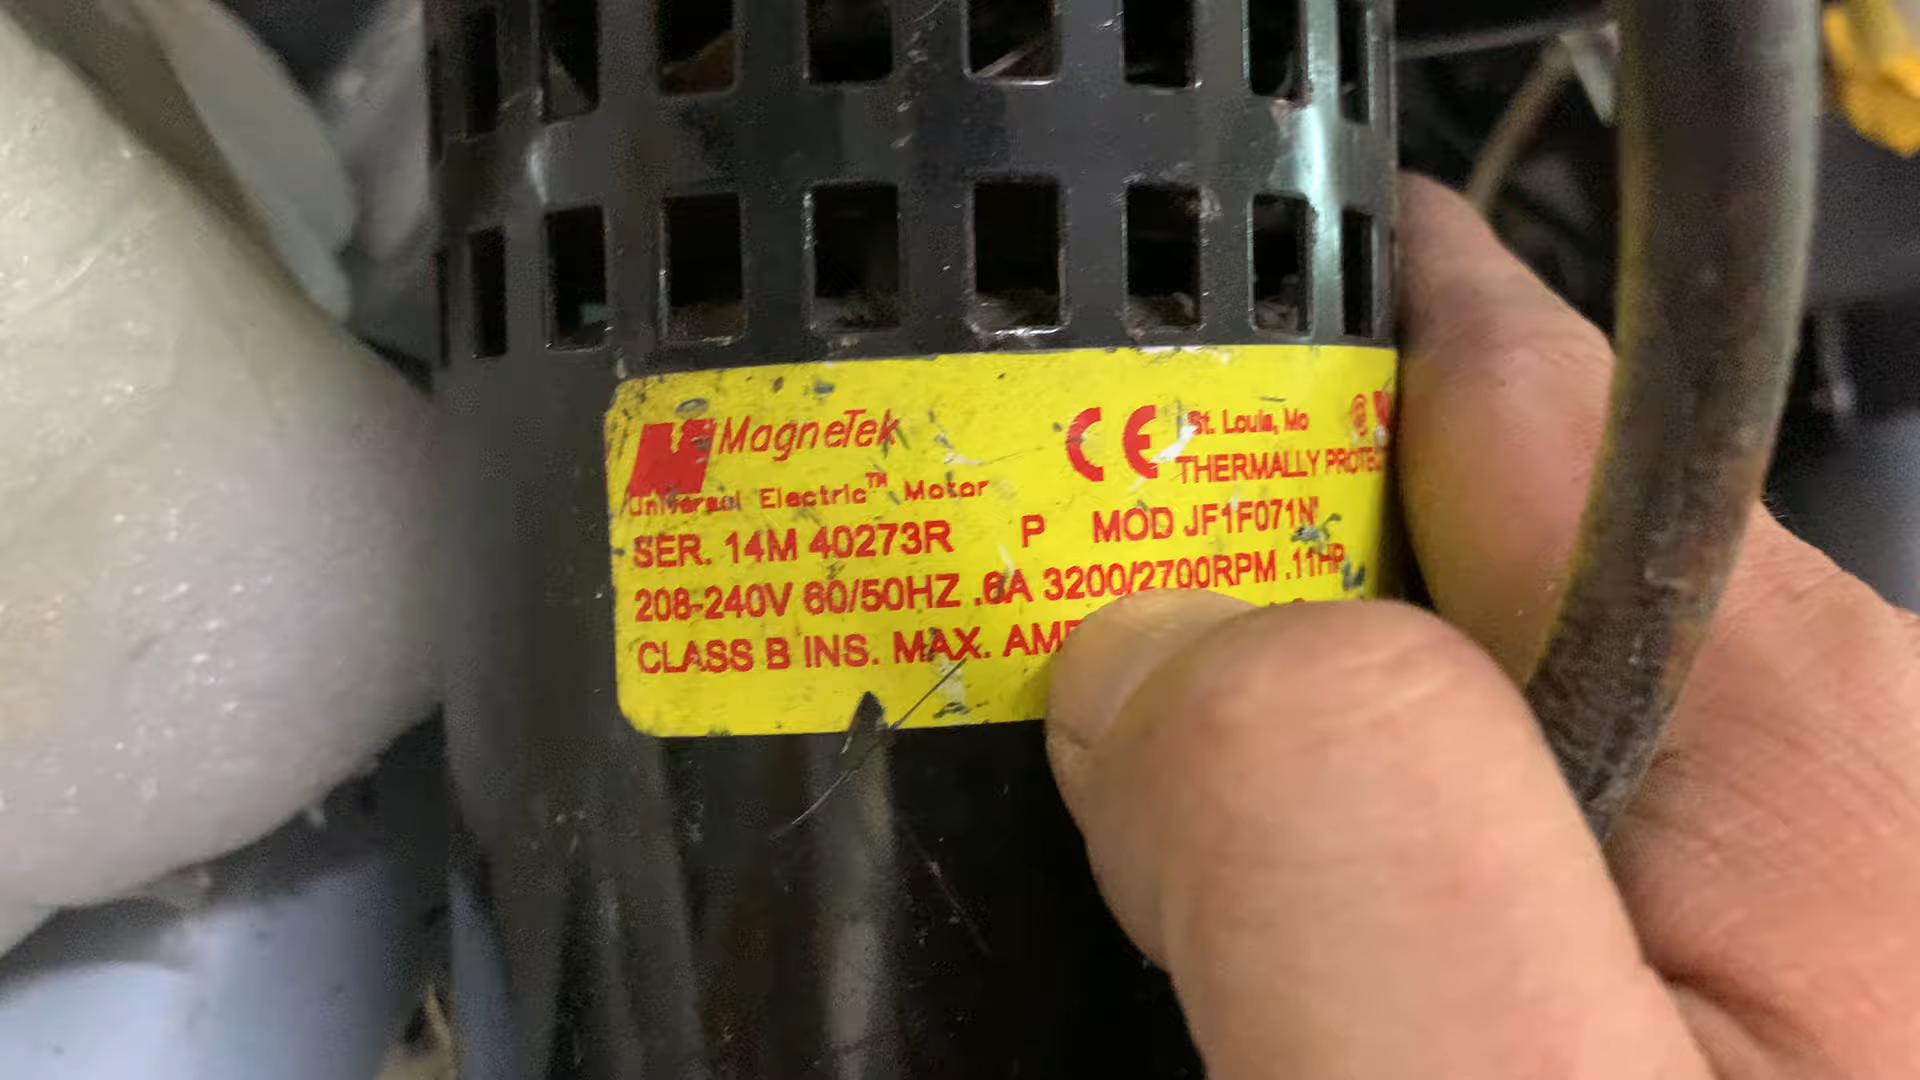 MagneTek
Universal Electric™ Motor
CE St. Louis, Mo ®
THERMALLY
SER. 14M 40273R P MOD JF1F071N
208-240V 60/50HZ .6A 3200/2700RPM .11HP
CLASS B INS. MAX.